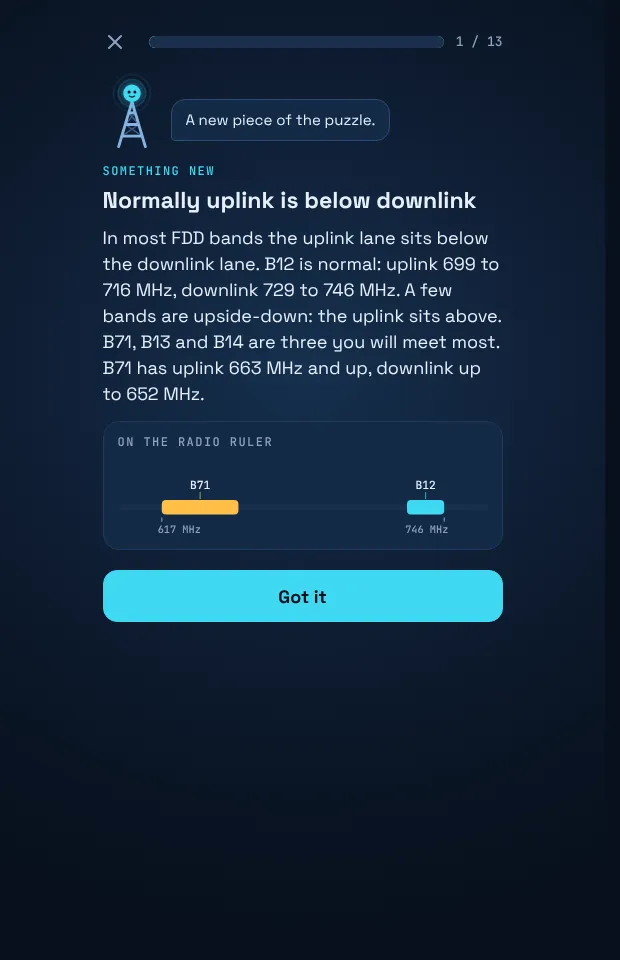 1 / 13
A new piece of the puzzle.
SOMETHING NEW
Normally uplink is below downlink
In most FDD bands the uplink lane sits below
the downlink lane. B12 is normal: uplink 699 to
716 MHz, downlink 729 to 746 MHz. A few
bands are upside-down: the uplink sits above.
B71, B13 and B14 are three you will meet most.
B71 has uplink 663 MHz and up, downlink up
to 652 MHz.
ON THE RADIO RULER
B71 B12
617 MHz 746 MHz
Got it